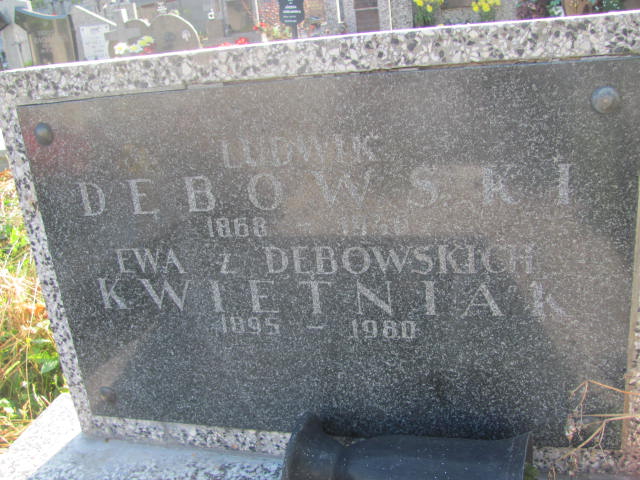 LUDWIK
DĘBOWSKI
1868 –
EWA Z DĘBOWSKICH
KWIETNIAK
1895 – 1980